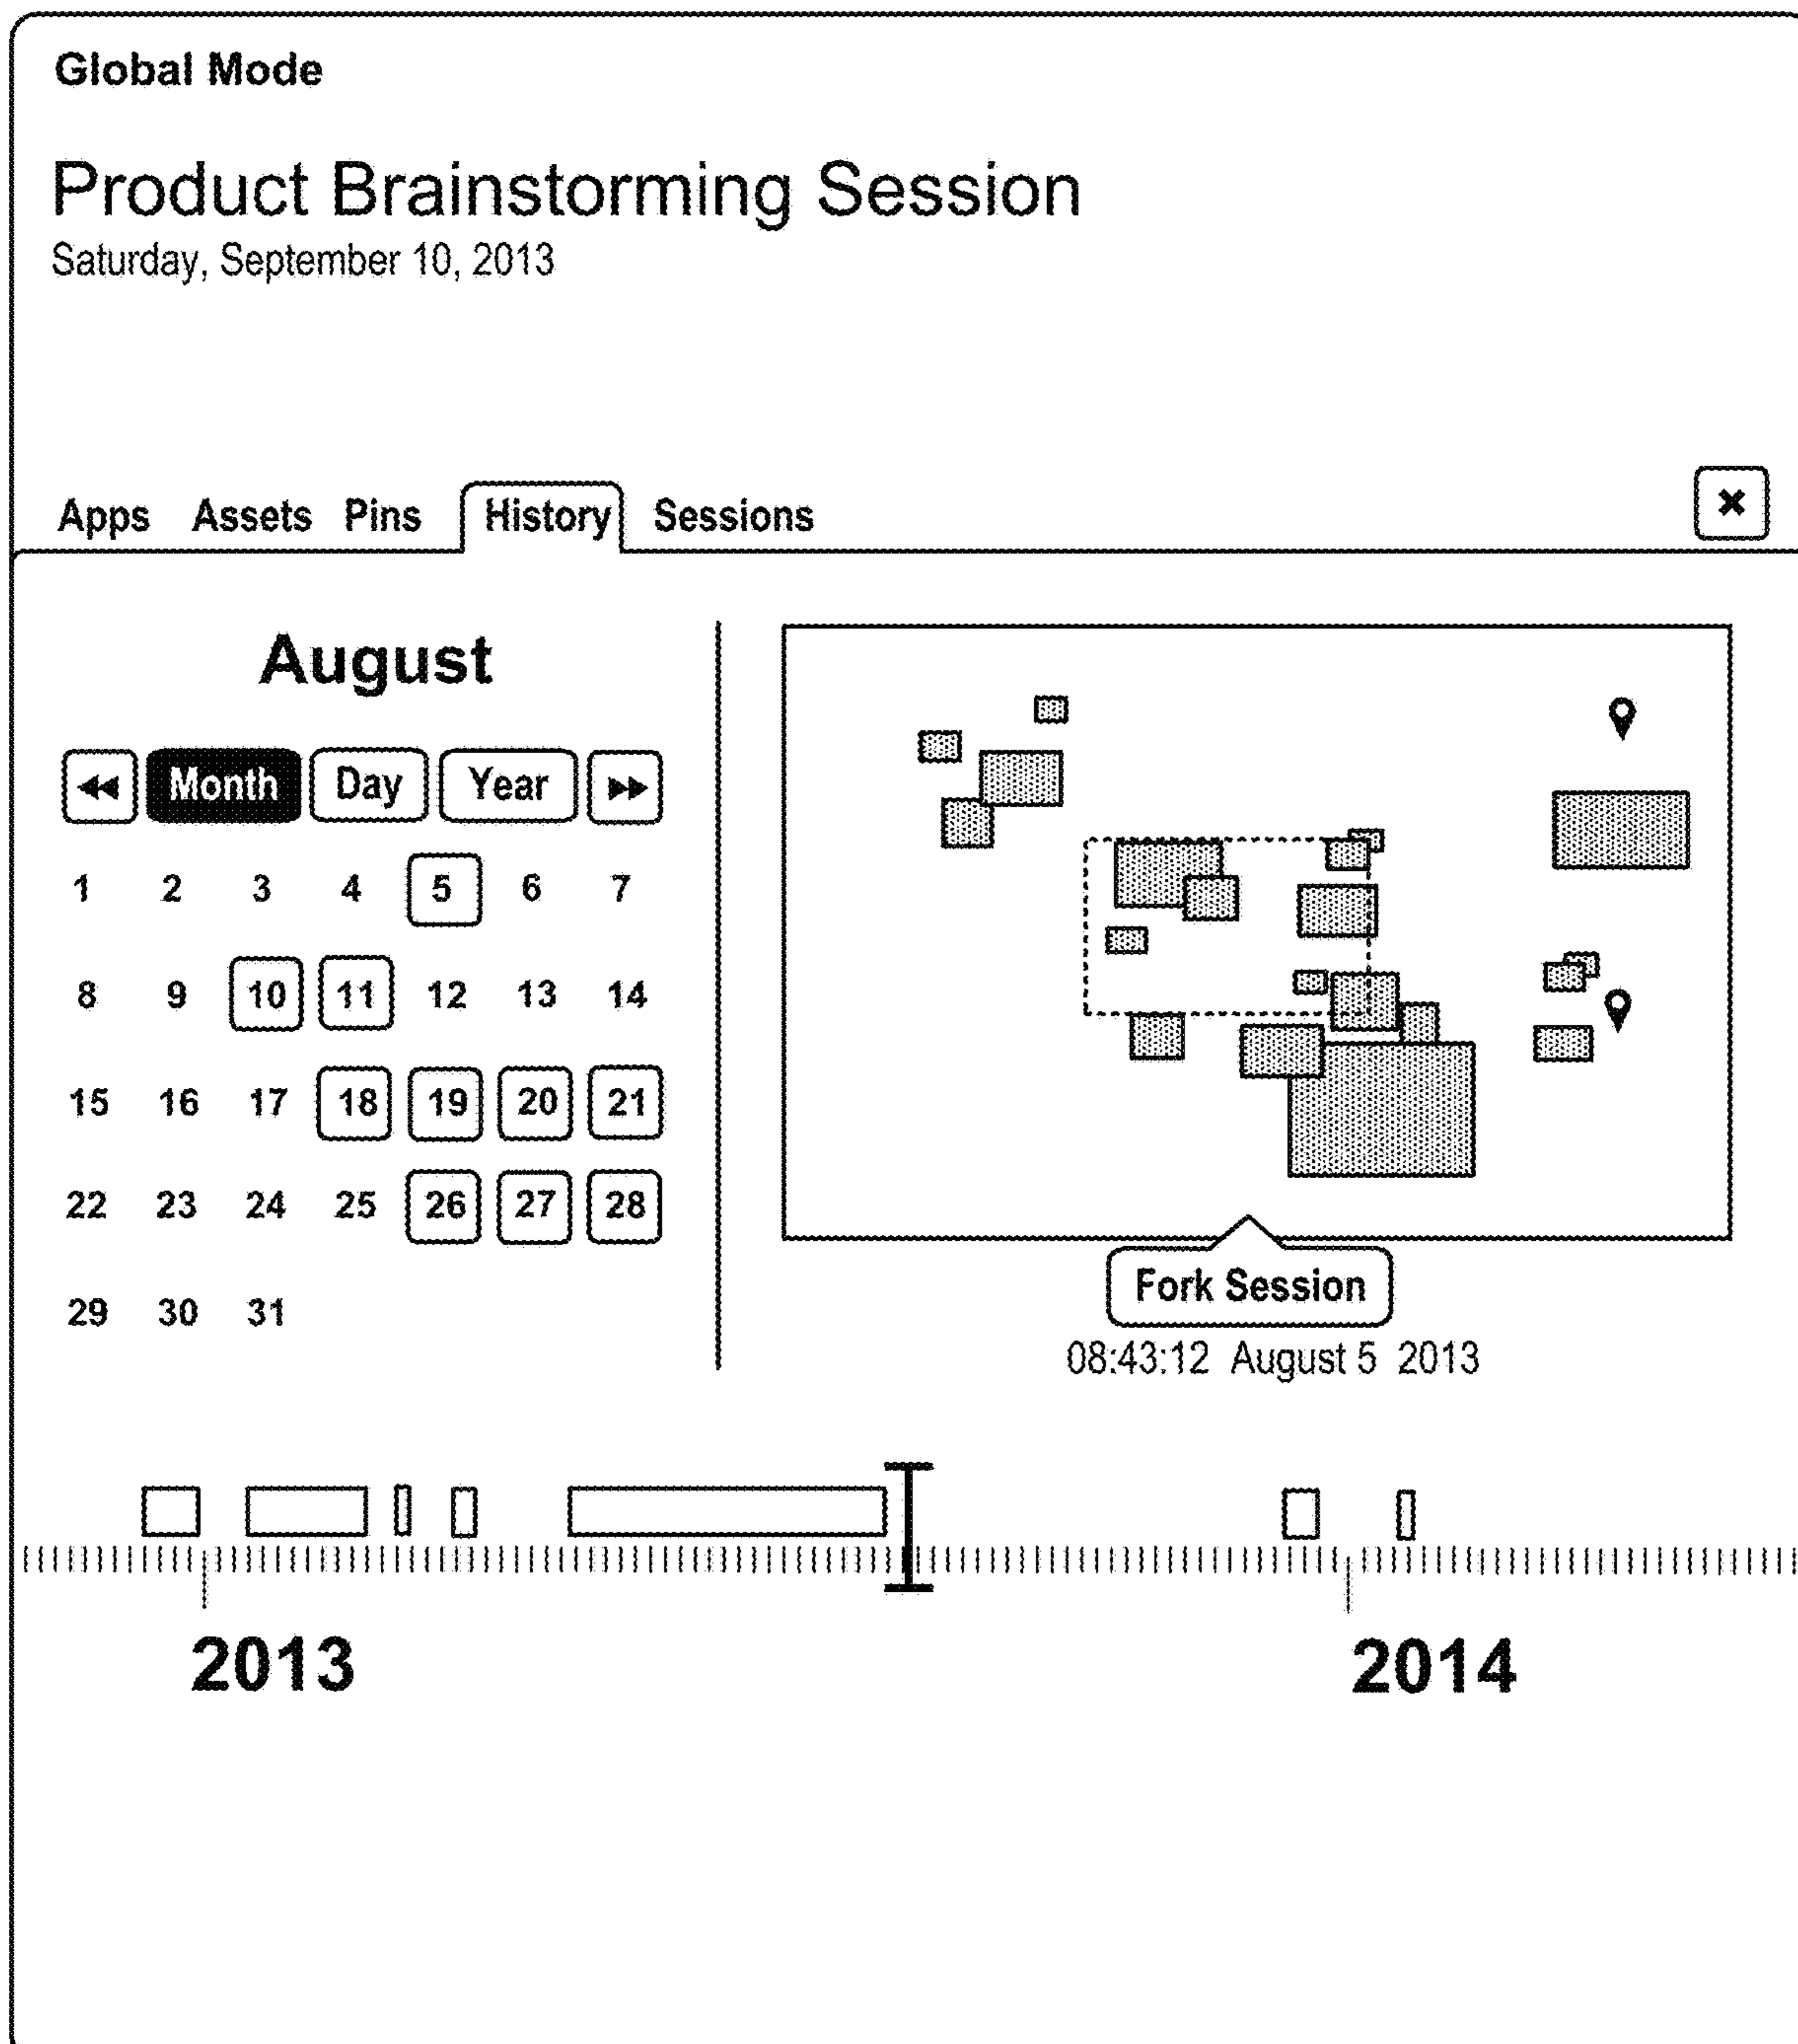 Global Mode
Product Brainstorming Session
Saturday, September 10, 2013
Apps Assets Pins History Sessions ×
August
Month Day Year
1 2 3 4 5 6 7
8 9 10 11 12 13 14
15 16 17 18 19 20 21
22 23 24 25 26 27 28
29 30 31
Fork Session
08:43:12 August 5 2013
2013 2014